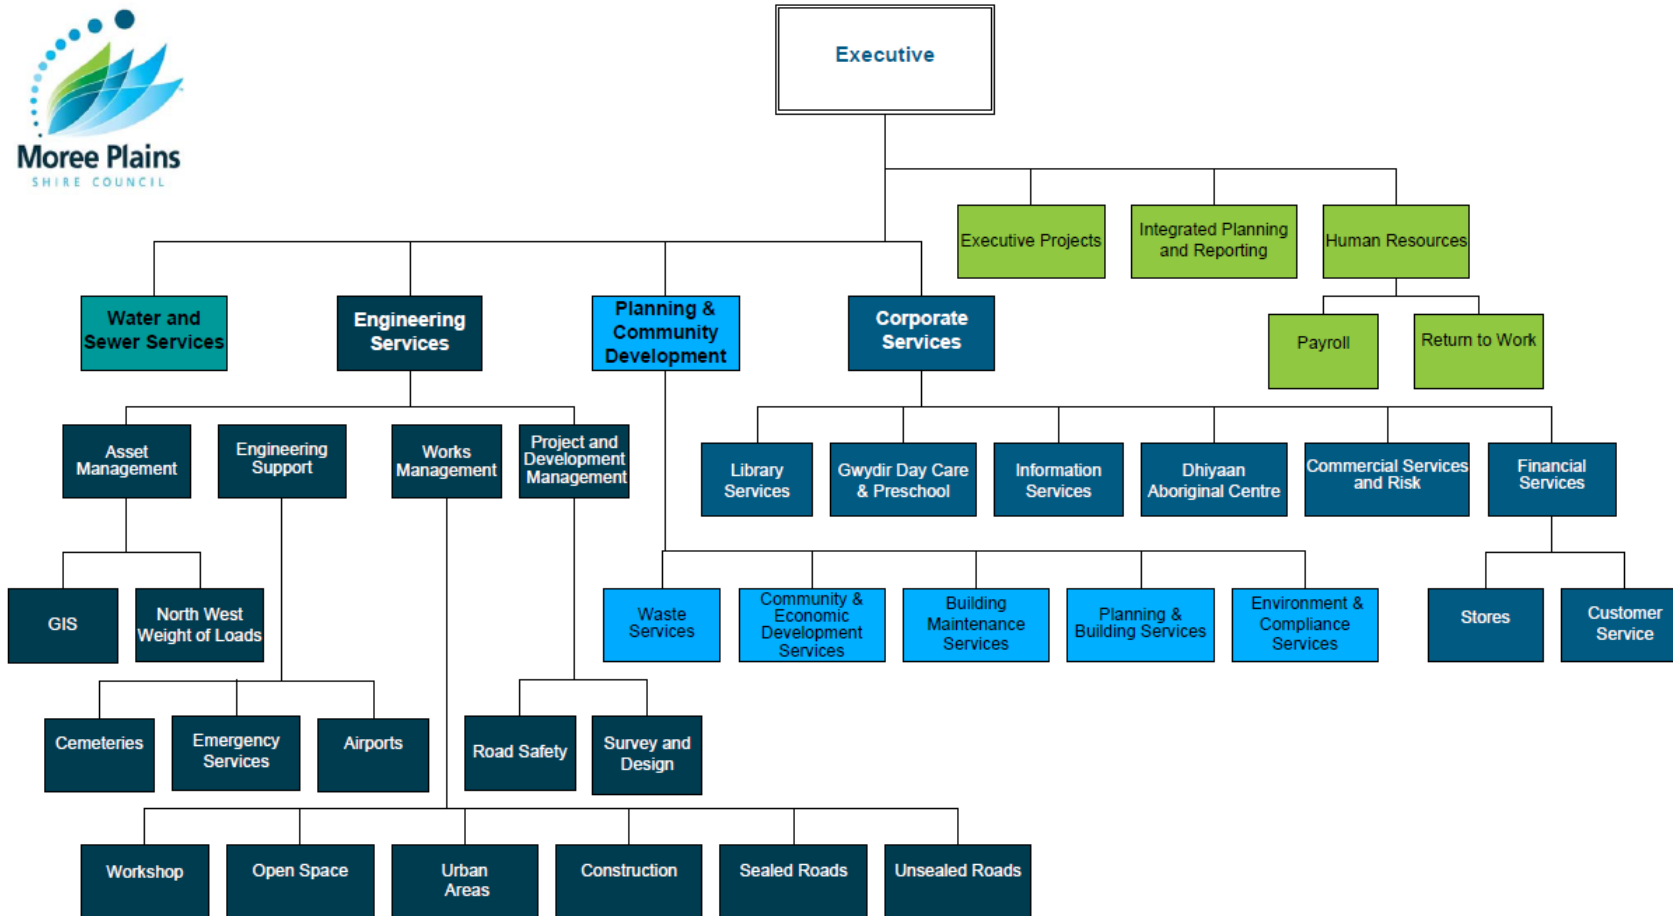 Moree Plains
SHIRE COUNCIL
Executive
Executive Projects
Integrated Planning
and Reporting
Human Resources
Payroll
Return to Work
Water and
Sewer Services
Engineering
Services
Planning &
Community
Development
Corporate
Services
Asset
Management
Engineering
Support
Works
Management
Project and
Development
Management
Library
Services
Gwydir Day Care
& Preschool
Information
Services
Dhiyaan
Aboriginal Centre
Commercial Services
and Risk
Financial
Services
GIS
North West
Weight of Loads
Waste
Services
Community &
Economic
Development
Services
Building
Maintenance
Services
Planning &
Building Services
Environment &
Compliance
Services
Stores
Customer
Service
Cemeteries
Emergency
Services
Airports
Road Safety
Survey and
Design
Workshop
Open Space
Urban
Areas
Construction
Sealed Roads
Unsealed Roads